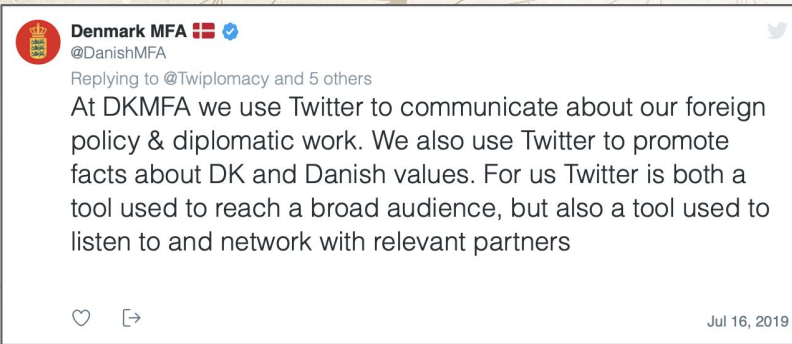 Denmark MFA 🇩🇰
@DanishMFA
Replying to @Twiplomacy and 5 others
At DKMFA we use Twitter to communicate about our foreign
policy & diplomatic work. We also use Twitter to promote
facts about DK and Danish values. For us Twitter is both a
tool used to reach a broad audience, but also a tool used to
listen to and network with relevant partners
Jul 16, 2019